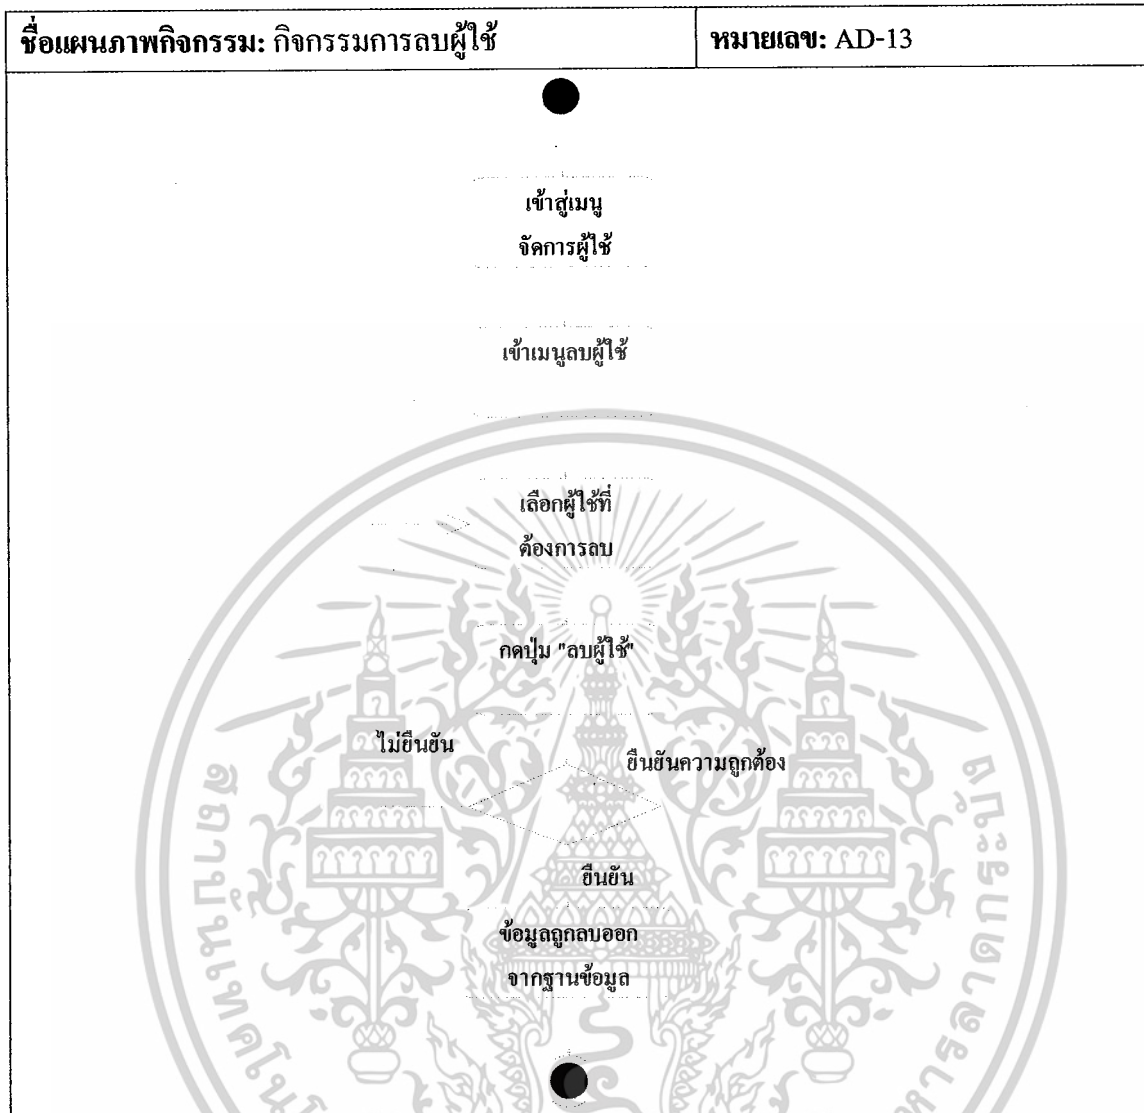 ชื่อแผนภาพกิจกรรม: กิจกรรมการลบผู้ใช้
หมายเลข: AD-13
เข้าสู่เมนู
จัดการผู้ใช้
เข้าเมนูลบผู้ใช้
เลือกผู้ใช้ที่
ต้องการลบ
กดปุ่ม "ลบผู้ใช้"
ไม่ยืนยัน
ยืนยันความถูกต้อง
ยืนยัน
ข้อมูลถูกลบออก
จากฐานข้อมูล